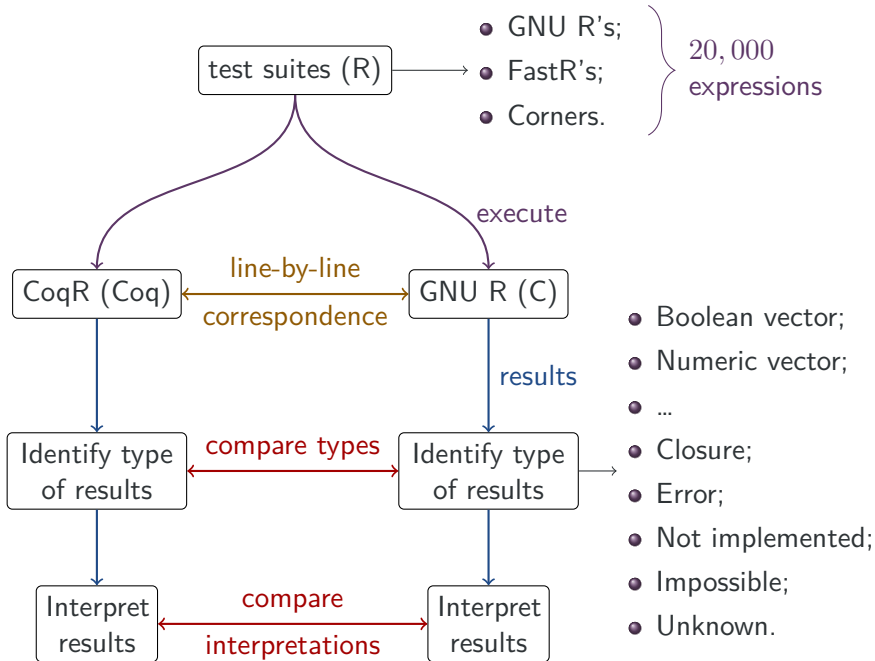 GNU R's;
test suites (R)
FastR's;
Corners.
20,000
expressions
execute
CoqR (Coq)
line-by-line
correspondence
GNU R (C)
results
Boolean vector;
Numeric vector;
...
Closure;
Error;
Not implemented;
Impossible;
Unknown.
Identify type
of results
compare types
Identify type
of results
Interpret
results
compare
interpretations
Interpret
results